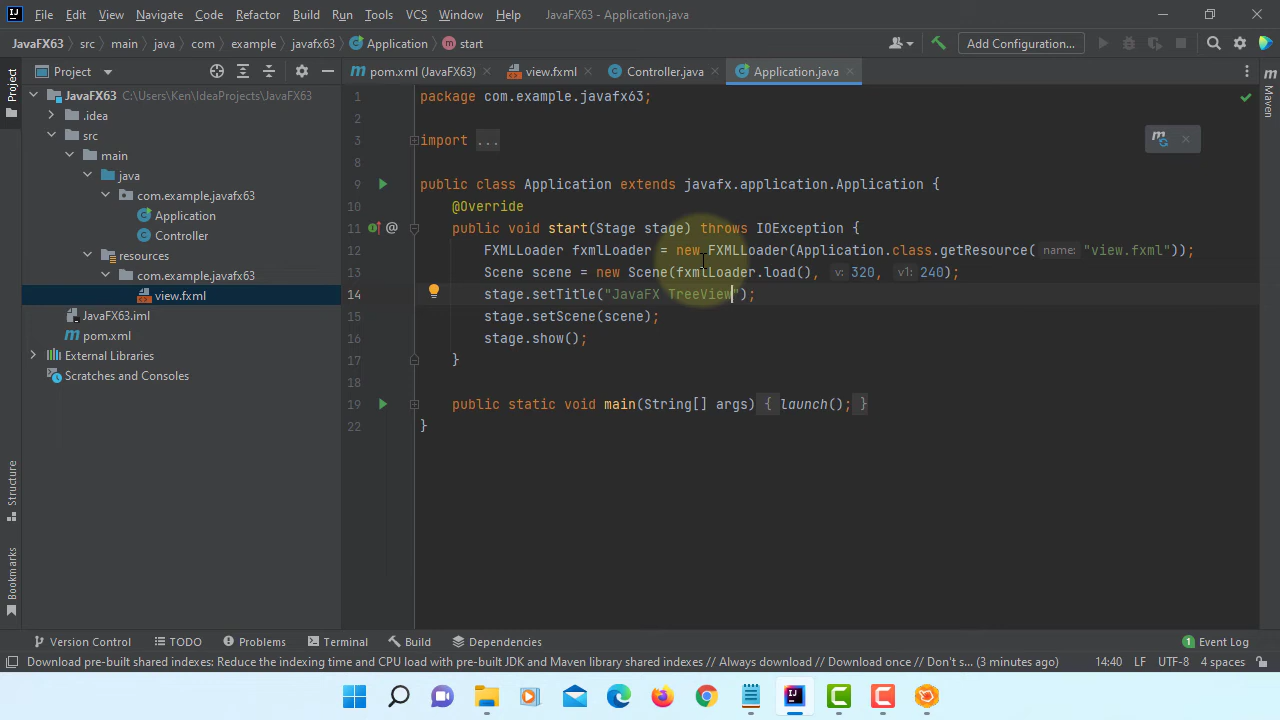 File Edit View Navigate Code Refactor Build Run Tools VCS Window Help JavaFX63 - Application.java
JavaFX63 src main java com example javafx63 Application start Add Configuration...
Project
Project
pom.xml (JavaFX63) view.fxml Controller.java Application.java
Maven
JavaFX63 C:\Users\Ken\IdeaProjects\JavaFX63
.idea
src
main
java
com.example.javafx63
Application
Controller
resources
com.example.javafx63
view.fxml
JavaFX63.iml
pom.xml
External Libraries
Scratches and Consoles
1 package com.example.javafx63;
2
3 import ...
8
9 public class Application extends javafx.application.Application {
10 @Override
11 public void start(Stage stage) throws IOException {
12 FXMLLoader fxmlLoader = new FXMLLoader(Application.class.getResource( name: "view.fxml"));
13 Scene scene = new Scene(fxmlLoader.load(), v: 320, v1: 240);
14 stage.setTitle("JavaFX TreeView");
15 stage.setScene(scene);
16 stage.show();
17 }
18
19 public static void main(String[] args) { launch(); }
22 }
Structure
Bookmarks
Version Control TODO Problems Terminal Build Dependencies 1 Event Log
Download pre-built shared indexes: Reduce the indexing time and CPU load with pre-built JDK and Maven library shared indexes // Always download // Download once // Don't s... (3 minutes ago) 14:40 LF UTF-8 4 spaces